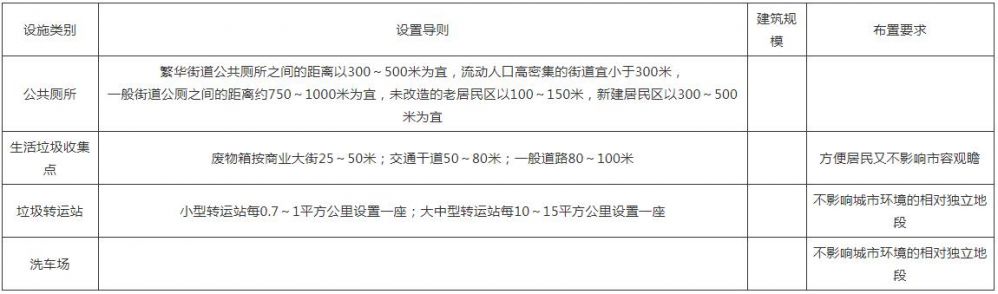 设施类别
设置导则
建筑规
模
布置要求
公共厕所
繁华街道公共厕所之间的距离以300～500米为宜，流动人口高密集的街道宜小于300米，
一般街道公厕之间的距离约750～1000米为宜，未改造的老居民区以100～150米，新建居民区以300～500
米为宜
生活垃圾收集
点
废物箱按商业大街25～50米；交通干道50～80米；一般道路80～100米
方便居民又不影响市容观瞻
垃圾转运站
小型转运站每0.7～1平方公里设置一座；大中型转运站每10～15平方公里设置一座
不影响城市环境的相对独立地
段
洗车场
不影响城市环境的相对独立地
段